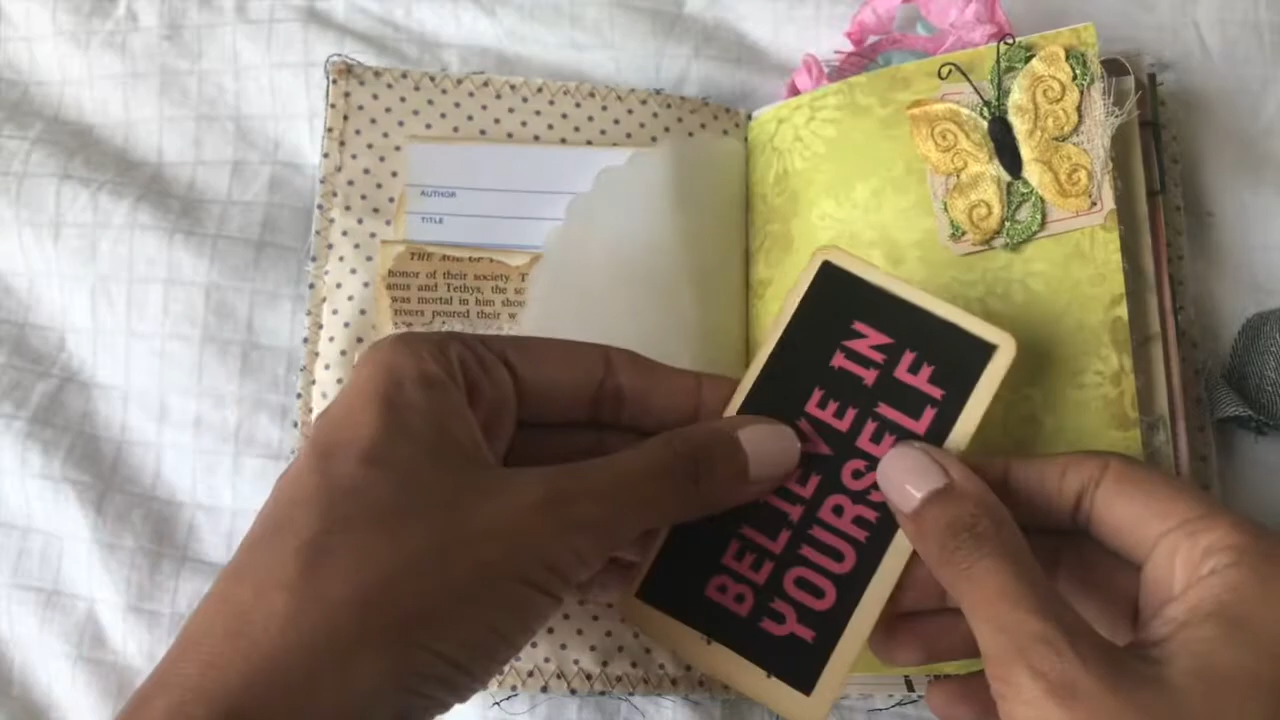 AUTHOR
TITLE
THE AGE OF
honor of their society.
anus and Tethys, the
was mortal in him
rivers poured their w
BELIEVE IN
YOURSELF